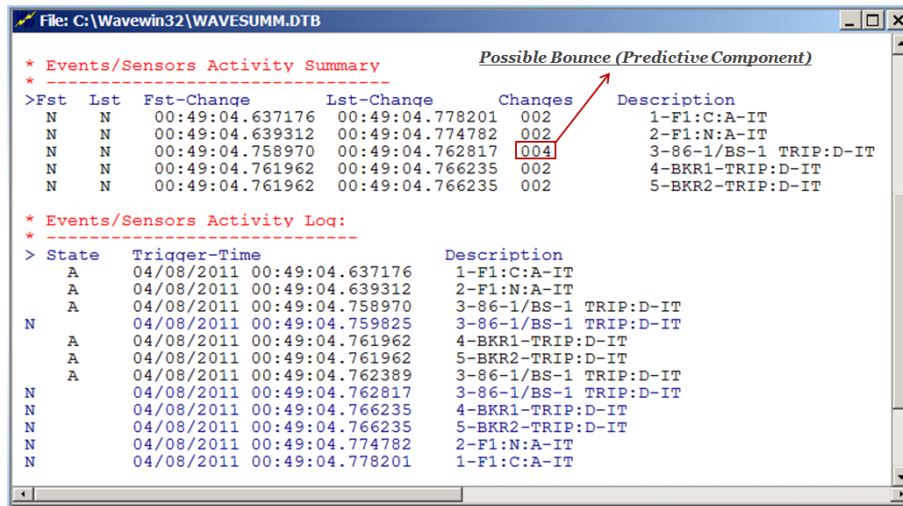 File: C:\Wavewin32\WAVESUMM.DTB
Possible Bounce (Predictive Component)
* Events/Sensors Activity Summary
* --------------------------------
>Fst Lst Fst-Change Lst-Change Changes Description
N N 00:49:04.637176 00:49:04.778201 002 1-F1:C:A-IT
N N 00:49:04.639312 00:49:04.774782 002 2-F1:N:A-IT
N N 00:49:04.758970 00:49:04.762817 004 3-86-1/BS-1 TRIP:D-IT
N N 00:49:04.761962 00:49:04.766235 002 4-BKR1-TRIP:D-IT
N N 00:49:04.761962 00:49:04.766235 002 5-BKR2-TRIP:D-IT
* Events/Sensors Activity Log:
* -----------------------------
> State Trigger-Time Description
A 04/08/2011 00:49:04.637176 1-F1:C:A-IT
A 04/08/2011 00:49:04.639312 2-F1:N:A-IT
A 04/08/2011 00:49:04.758970 3-86-1/BS-1 TRIP:D-IT
N 04/08/2011 00:49:04.759825 3-86-1/BS-1 TRIP:D-IT
A 04/08/2011 00:49:04.761962 4-BKR1-TRIP:D-IT
A 04/08/2011 00:49:04.761962 5-BKR2-TRIP:D-IT
A 04/08/2011 00:49:04.762389 3-86-1/BS-1 TRIP:D-IT
N 04/08/2011 00:49:04.762817 3-86-1/BS-1 TRIP:D-IT
N 04/08/2011 00:49:04.766235 4-BKR1-TRIP:D-IT
N 04/08/2011 00:49:04.766235 5-BKR2-TRIP:D-IT
N 04/08/2011 00:49:04.774782 2-F1:N:A-IT
N 04/08/2011 00:49:04.778201 1-F1:C:A-IT